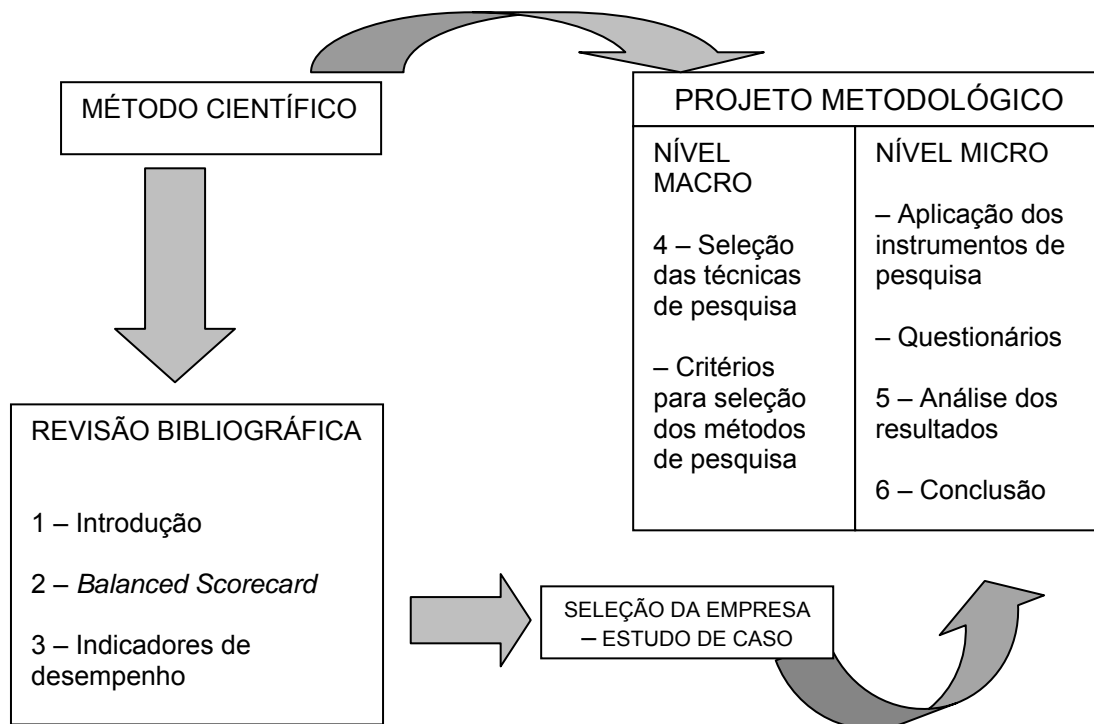 MÉTODO CIENTÍFICO
PROJETO METODOLÓGICO
NÍVEL
MACRO
4 – Seleção
das técnicas
de pesquisa
– Critérios
para seleção
dos métodos
de pesquisa
NÍVEL MICRO
– Aplicação dos
instrumentos de
pesquisa
– Questionários
5 – Análise dos
resultados
6 – Conclusão
REVISÃO BIBLIOGRÁFICA
1 – Introdução
2 – Balanced Scorecard
3 – Indicadores de
desempenho
SELEÇÃO DA EMPRESA
– ESTUDO DE CASO